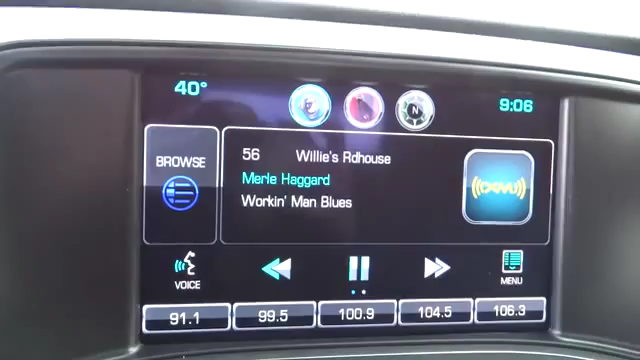 40°
N
9:06
BROWSE
56 Willie's Rdhouse
Merle Haggard
Workin' Man Blues
((XM))
VOICE
MENU
91.1 99.5 100.9 104.5 106.3